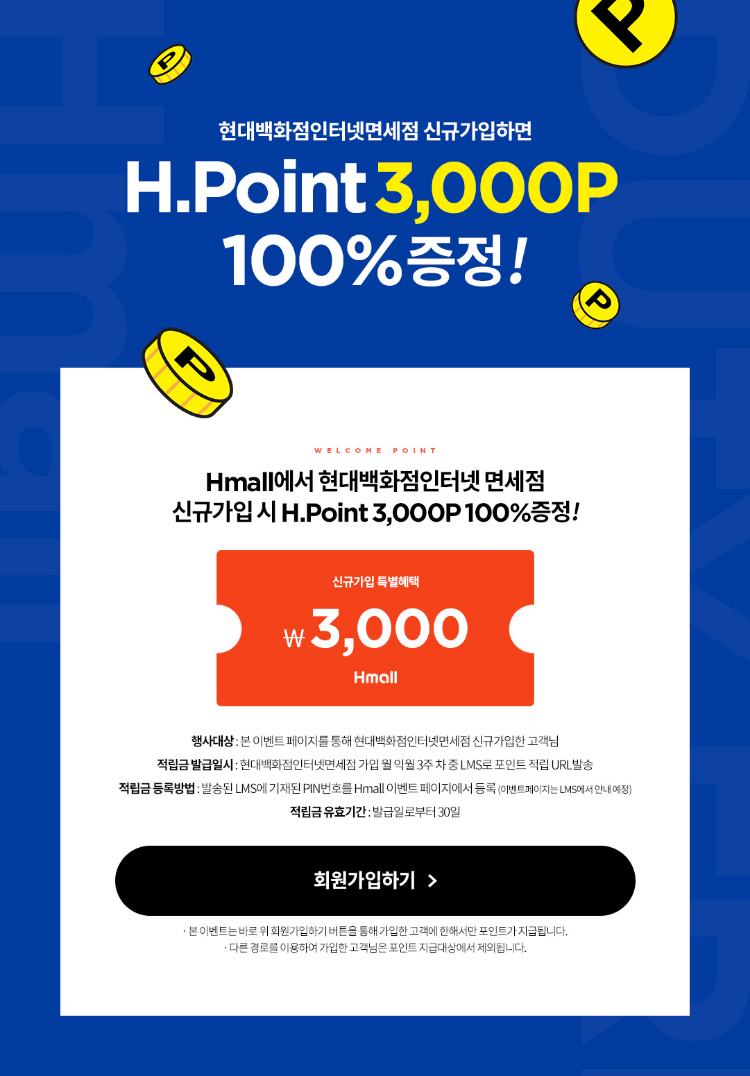 P
P
현대백화점인터넷면세점 신규가입하면
H.Point 3,000P
100%증정!
P
P
WELCOME POINT
Hmall에서 현대백화점인터넷 면세점
신규가입 시 H.Point 3,000P 100%증정!
신규가입 특별혜택
₩3,000
Hmall
행사대상 : 본 이벤트 페이지를 통해 현대백화점인터넷면세점 신규가입한 고객님
적립금 발급일시 : 현대백화점인터넷면세점 가입 월 익월 3주 차 중 LMS로 포인트 적립 URL발송
적립금 등록방법 : 발송된 LMS에 기재된 PIN번호를 Hmall 이벤트 페이지에서 등록 (이벤트페이지는 LMS에서 안내 예정)
적립금 유효기간 : 발급일로부터 30일
회원가입하기 >
· 본 이벤트는 바로 위 회원가입하기 버튼을 통해 가입한 고객에 한해서만 포인트가 지급됩니다.
· 다른 경로를 이용하여 가입한 고객님은 포인트 지급대상에서 제외됩니다.
Hmall